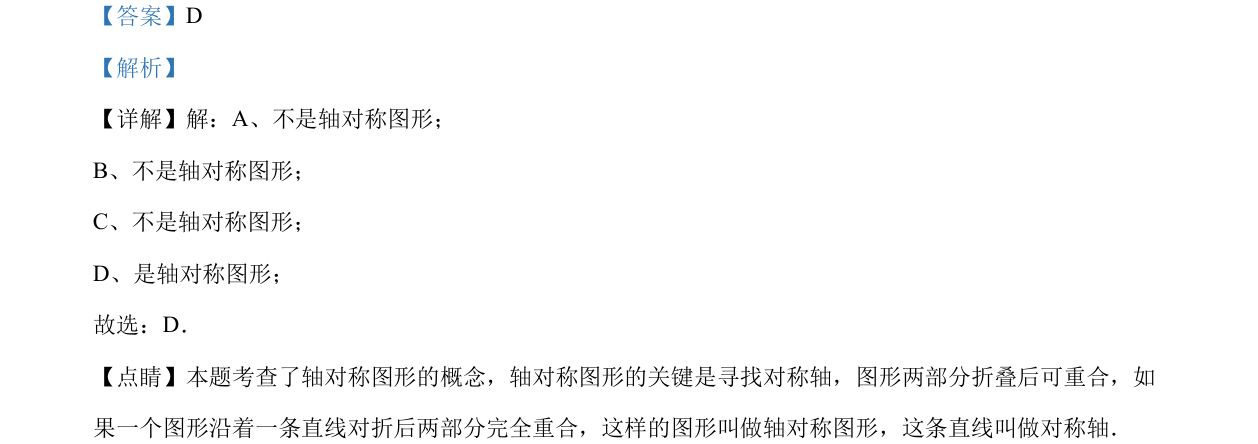 【答案】D
【解析】
【详解】解：A、不是轴对称图形；
B、不是轴对称图形；
C、不是轴对称图形；
D、是轴对称图形；
故选：D．
【点睛】本题考查了轴对称图形的概念，轴对称图形的关键是寻找对称轴，图形两部分折叠后可重合，如
果一个图形沿着一条直线对折后两部分完全重合，这样的图形叫做轴对称图形，这条直线叫做对称轴．